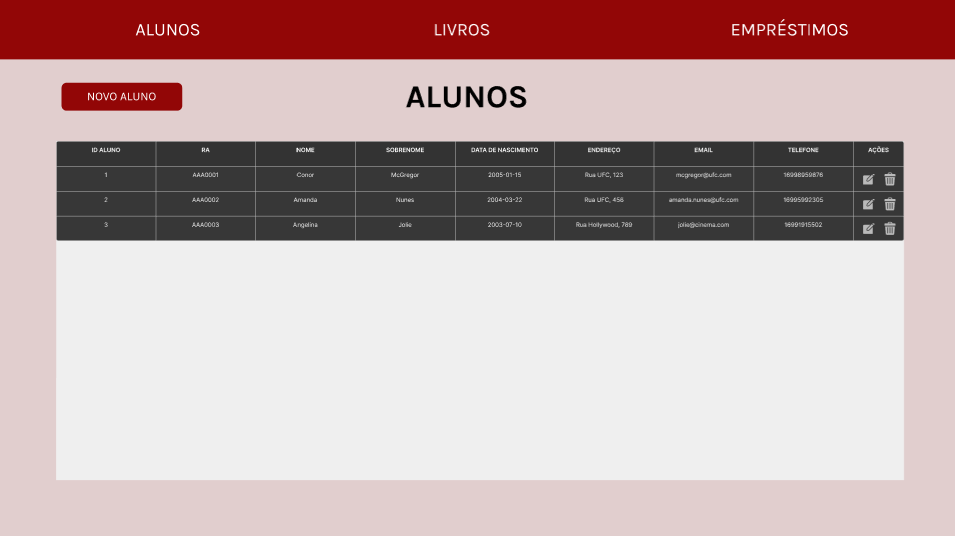 ALUNOS LIVROS EMPRÉSTIMOS
NOVO ALUNO ALUNOS
ID ALUNO RA NOME SOBRENOME DATA DE NASCIMENTO ENDEREÇO EMAIL TELEFONE AÇÕES
1 AAA0001 Conor McGregor 2005-01-15 Rua UFC, 123 mcgregor@ufc.com 16998959876
2 AAA0002 Amanda Nunes 2004-03-22 Rua UFC, 456 amanda.nunes@ufc.com 16995992305
3 AAA0003 Angelina Jolie 2003-07-10 Rua Hollywood, 789 jolie@cinema.com 16991915502